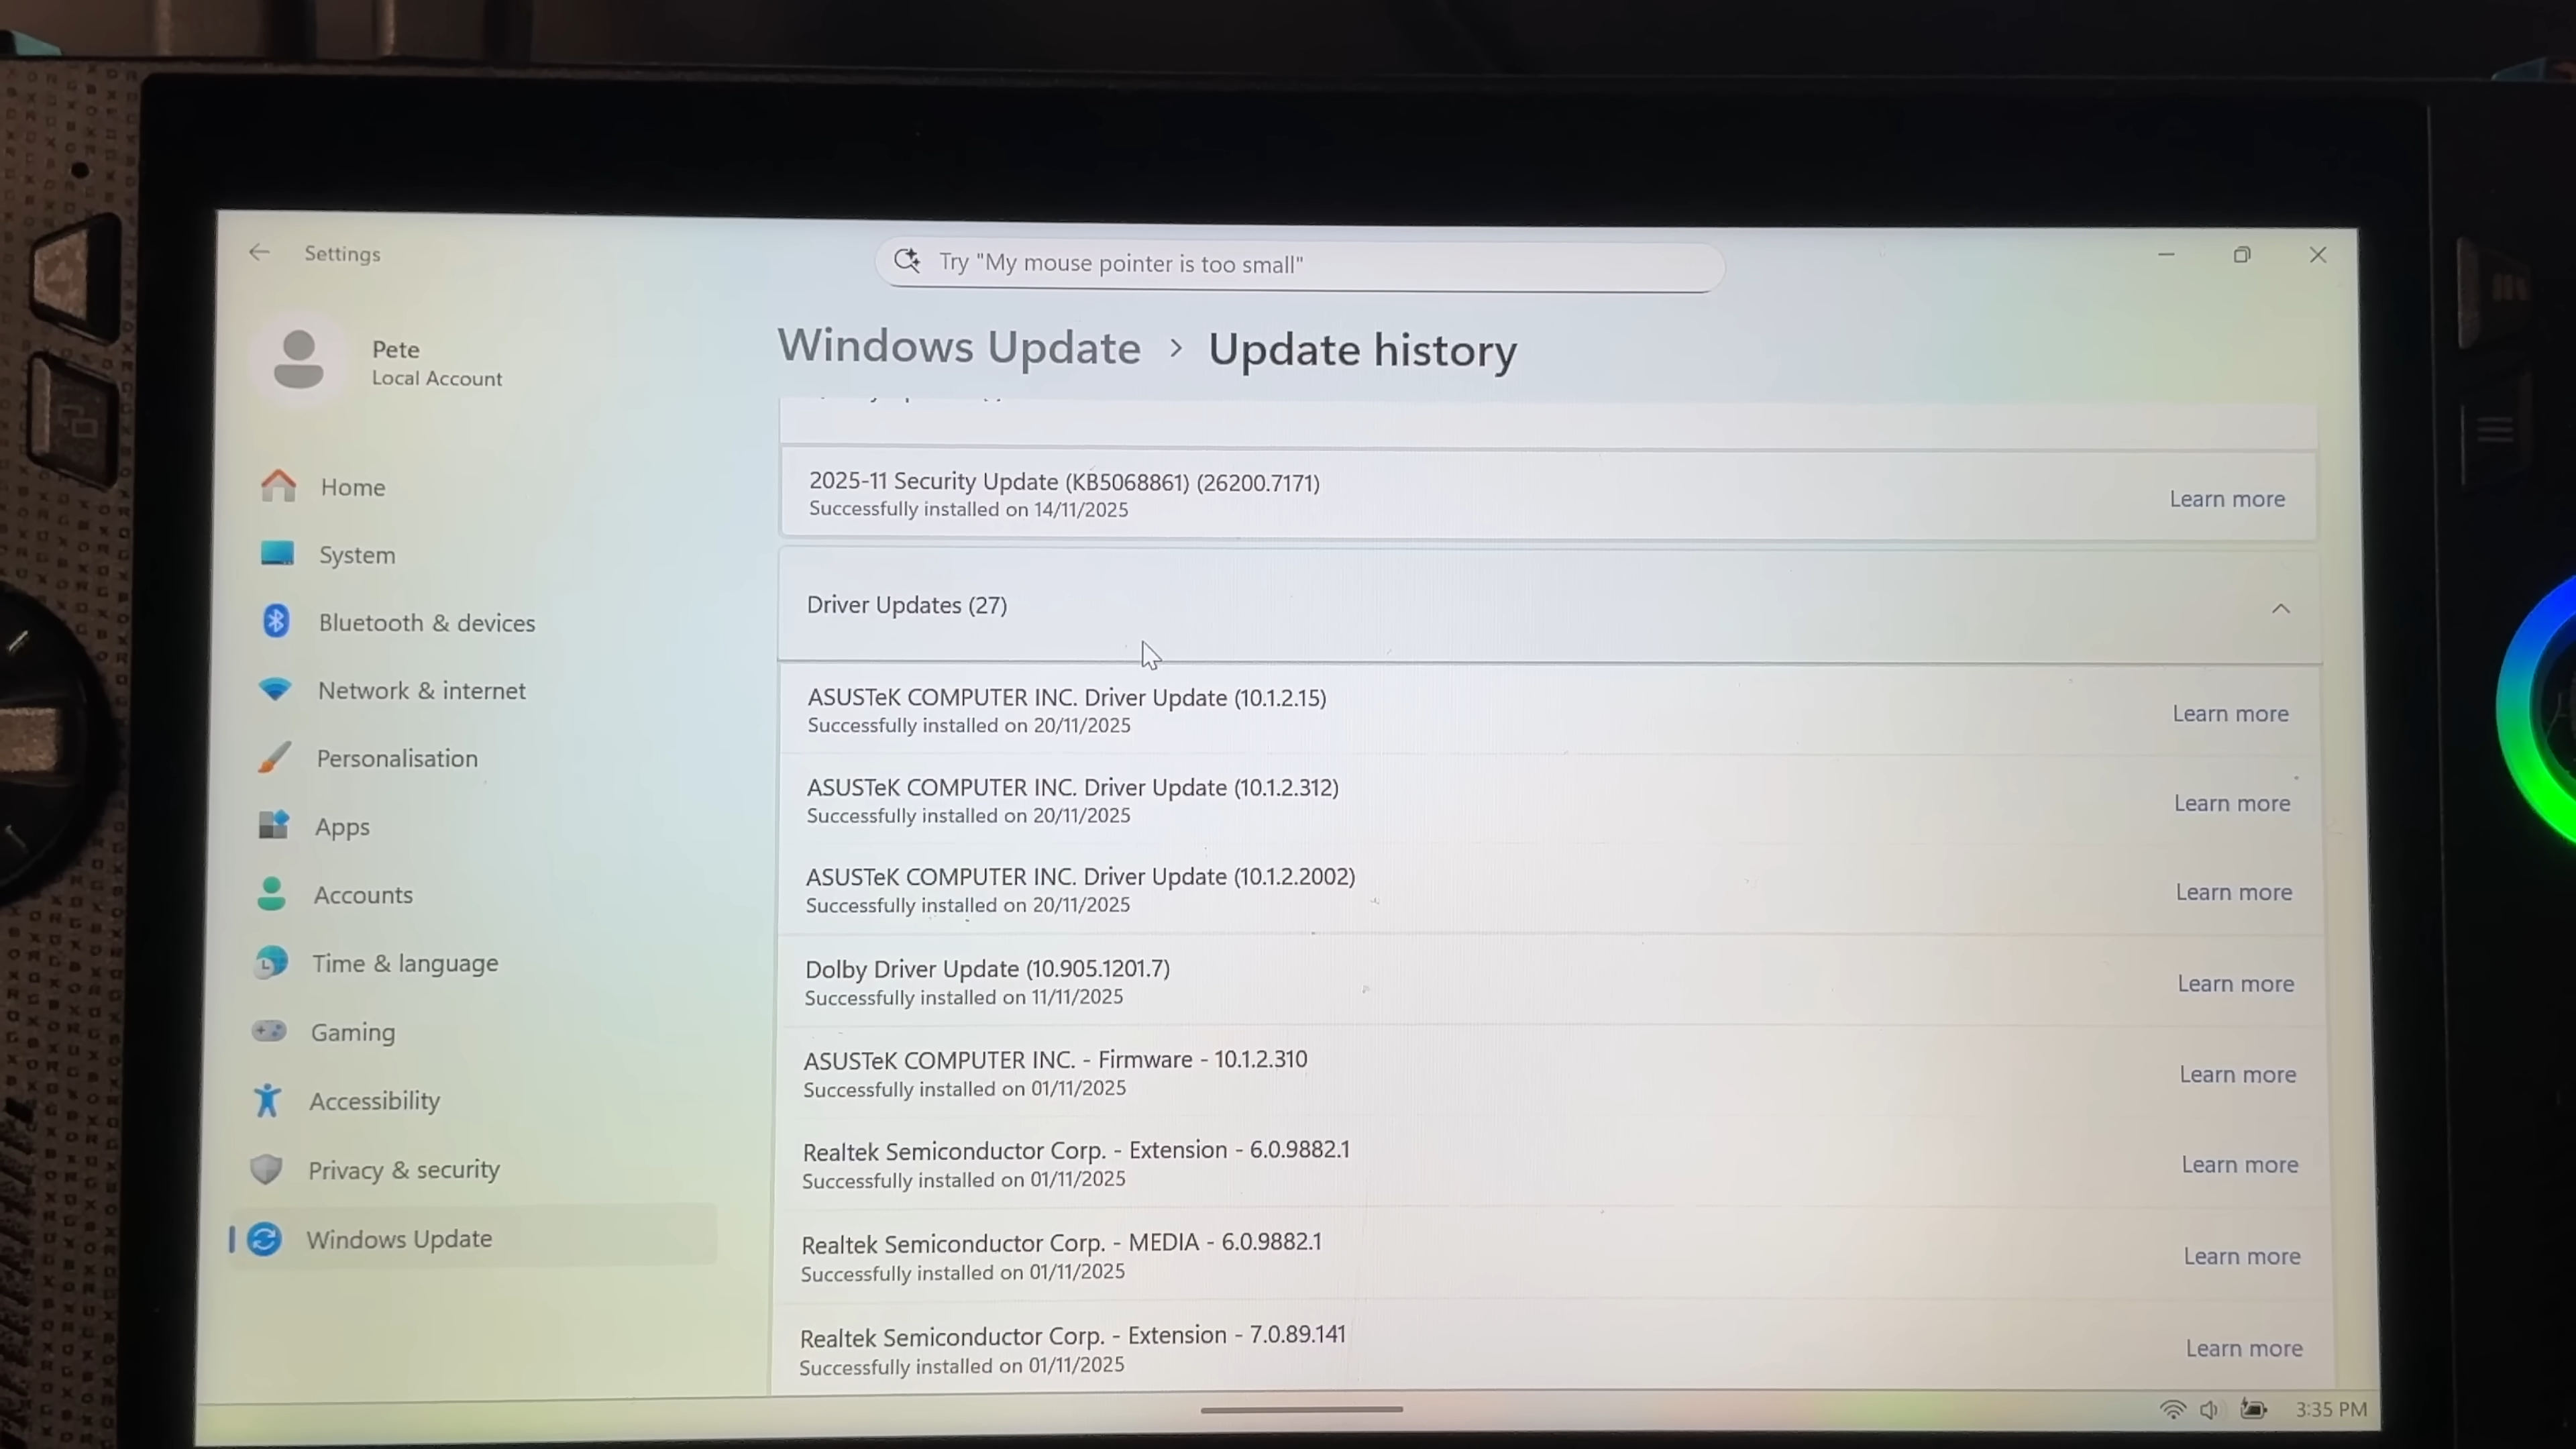 Settings
Try "My mouse pointer is too small"
Pete
Local Account
Windows Update > Update history
Home
System
Bluetooth & devices
Network & internet
Personalisation
Apps
Accounts
Time & language
Gaming
Accessibility
Privacy & security
Windows Update
2025-11 Security Update (KB5068861) (26200.7171)
Successfully installed on 14/11/2025
Learn more
Driver Updates (27)
ASUSTeK COMPUTER INC. Driver Update (10.1.2.15)
Successfully installed on 20/11/2025
Learn more
ASUSTeK COMPUTER INC. Driver Update (10.1.2.312)
Successfully installed on 20/11/2025
Learn more
ASUSTeK COMPUTER INC. Driver Update (10.1.2.2002)
Successfully installed on 20/11/2025
Learn more
Dolby Driver Update (10.905.1201.7)
Successfully installed on 11/11/2025
Learn more
ASUSTeK COMPUTER INC. - Firmware - 10.1.2.310
Successfully installed on 01/11/2025
Learn more
Realtek Semiconductor Corp. - Extension - 6.0.9882.1
Successfully installed on 01/11/2025
Learn more
Realtek Semiconductor Corp. - MEDIA - 6.0.9882.1
Successfully installed on 01/11/2025
Learn more
Realtek Semiconductor Corp. - Extension - 7.0.89.141
Successfully installed on 01/11/2025
Learn more
3:35 PM